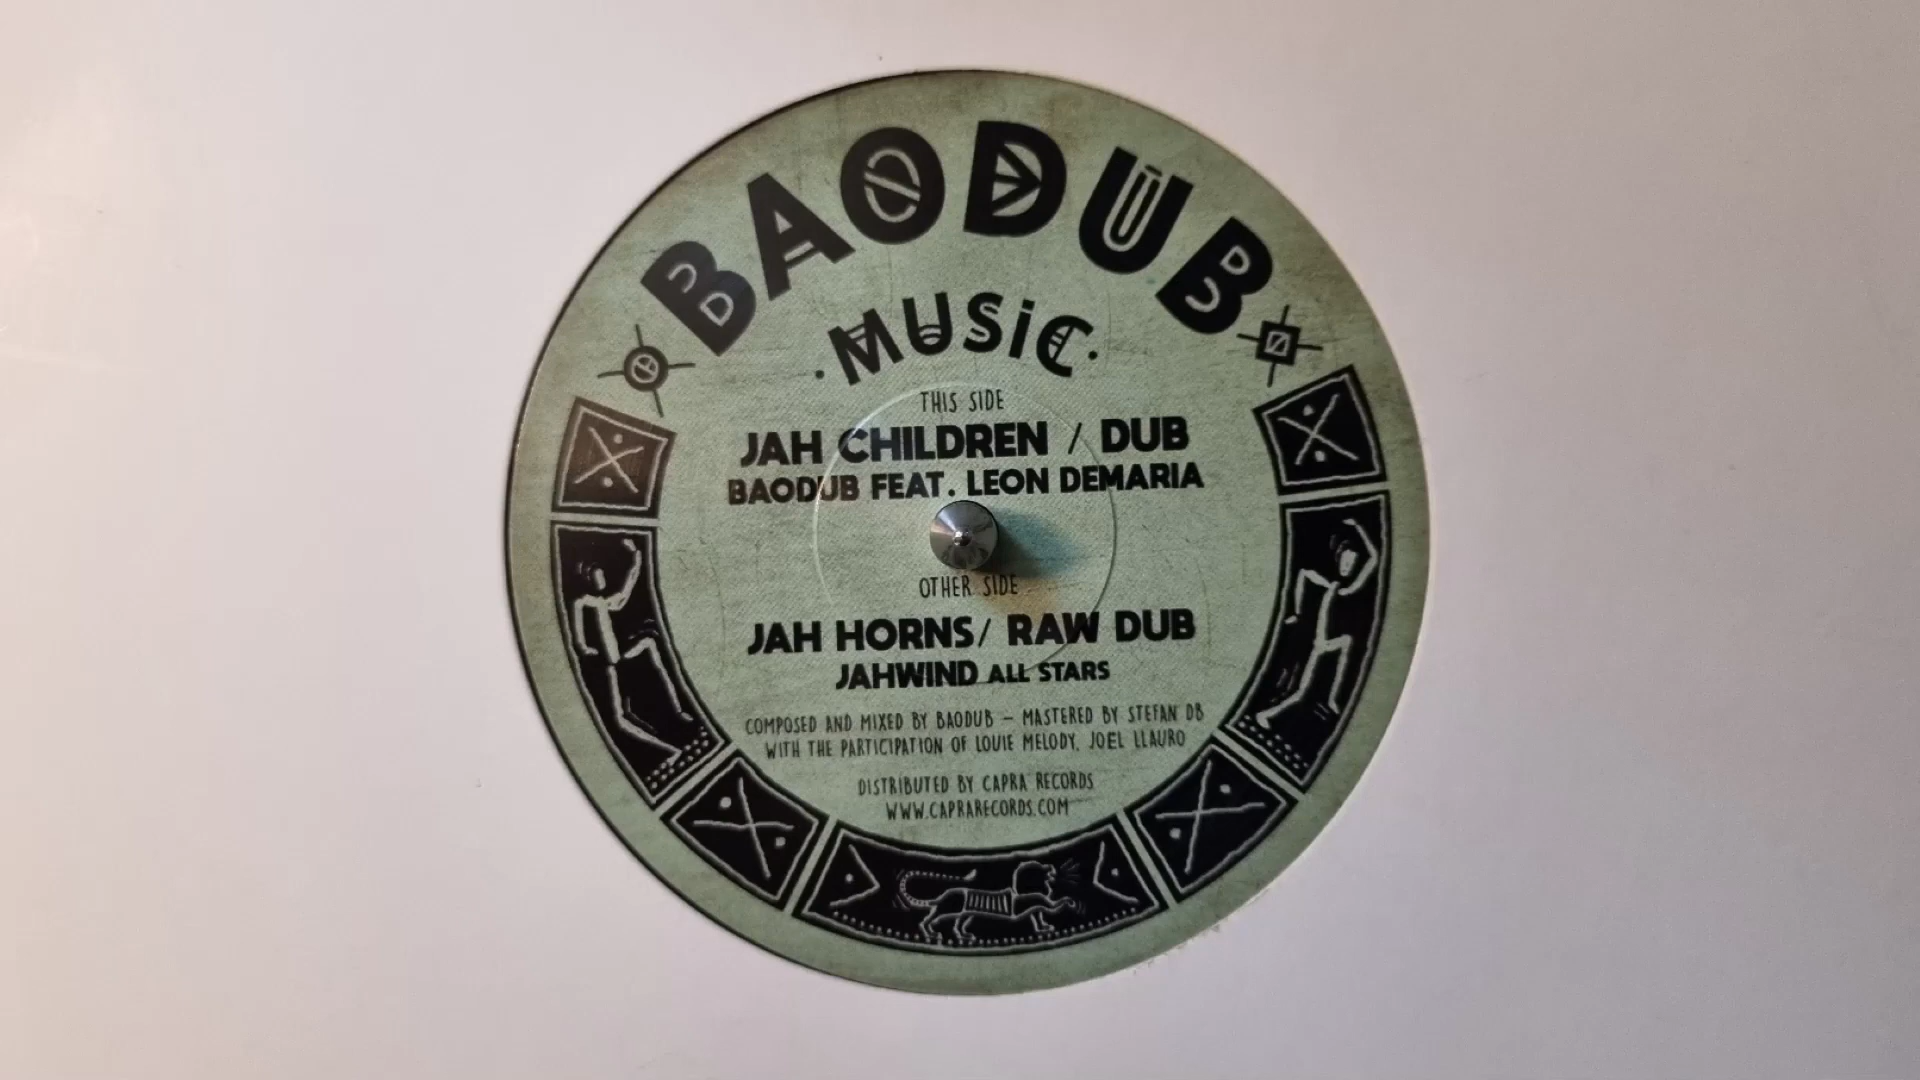 BAODUB
·MUSiC·
THIS SIDE
JAH CHILDREN / DUB
BAODUB FEAT. LEON DEMARIA
OTHER SIDE
JAH HORNS/ RAW DUB
JAHWIND ALL STARS
COMPOSED AND MIXED BY BAODUB – MASTERED BY STEFAN DB
WITH THE PARTICIPATION OF LOUIE MELODY, JOEL LLAURO
DISTRIBUTED BY CAPRA RECORDS
WWW.CAPRARECORDS.COM